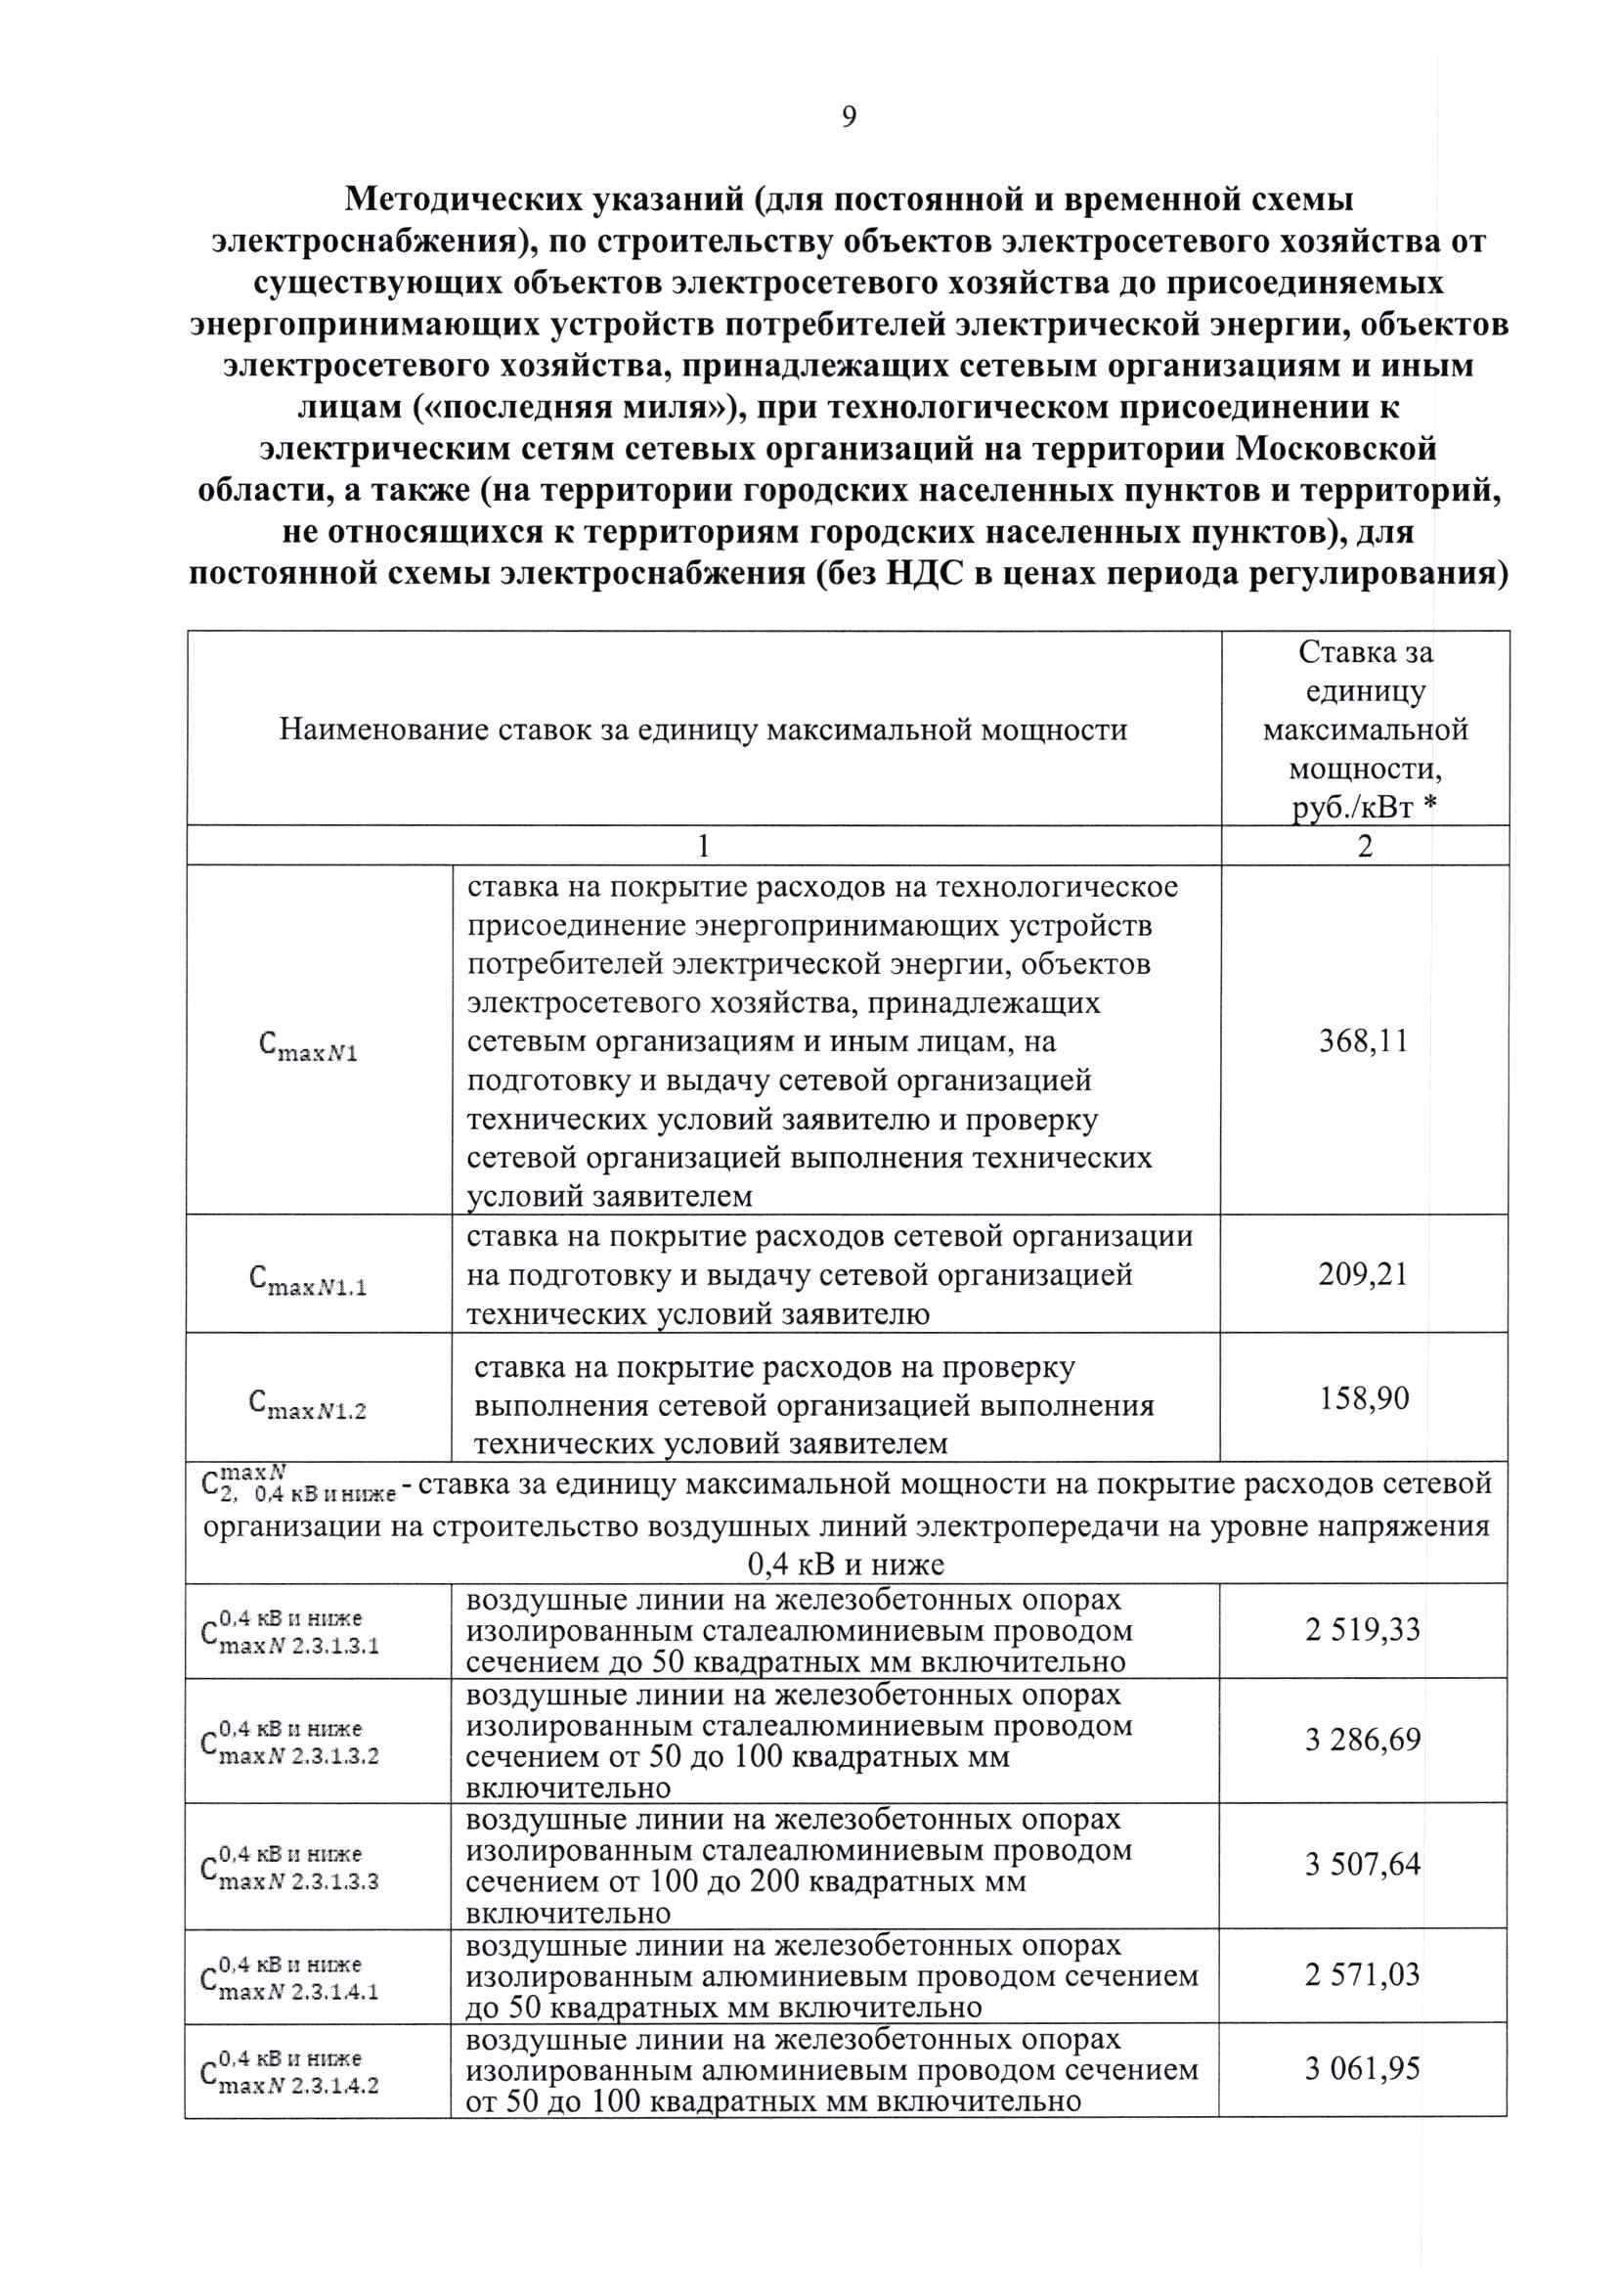 9
Методических указаний (для постоянной и временной схемы
электроснабжения), по строительству объектов электросетевого хозяйства от
существующих объектов электросетевого хозяйства до присоединяемых
энергопринимающих устройств потребителей электрической энергии, объектов
электросетевого хозяйства, принадлежащих сетевым организациям и иным
лицам («последняя миля»), при технологическом присоединении к
электрическим сетям сетевых организаций на территории Московской
области, а также (на территории городских населенных пунктов и территорий,
не относящихся к территориям городских населенных пунктов), для
постоянной схемы электроснабжения (без НДС в ценах периода регулирования)
Наименование ставок за единицу максимальной мощности
Ставка за
единицу
максимальной
мощности,
руб./кВт *
1
2
CmaxN1
ставка на покрытие расходов на технологическое
присоединение энергопринимающих устройств
потребителей электрической энергии, объектов
электросетевого хозяйства, принадлежащих
сетевым организациям и иным лицам, на
подготовку и выдачу сетевой организацией
технических условий заявителю и проверку
сетевой организацией выполнения технических
условий заявителем
368,11
CmaxN1.1
ставка на покрытие расходов сетевой организации
на подготовку и выдачу сетевой организацией
технических условий заявителю
209,21
CmaxN1.2
ставка на покрытие расходов на проверку
выполнения сетевой организацией выполнения
технических условий заявителем
158,90
C maxN 2, 0,4 кВ и ниже - ставка за единицу максимальной мощности на покрытие расходов сетевой
организации на строительство воздушных линий электропередачи на уровне напряжения
0,4 кВ и ниже
C 0,4 кВ и ниже
maxN 2.3.1.3.1
воздушные линии на железобетонных опорах
изолированным сталеалюминиевым проводом
сечением до 50 квадратных мм включительно
2 519,33
C 0,4 кВ и ниже
maxN 2.3.1.3.2
воздушные линии на железобетонных опорах
изолированным сталеалюминиевым проводом
сечением от 50 до 100 квадратных мм
включительно
3 286,69
C 0,4 кВ и ниже
maxN 2.3.1.3.3
воздушные линии на железобетонных опорах
изолированным сталеалюминиевым проводом
сечением от 100 до 200 квадратных мм
включительно
3 507,64
C 0,4 кВ и ниже
maxN 2.3.1.4.1
воздушные линии на железобетонных опорах
изолированным алюминиевым проводом сечением
до 50 квадратных мм включительно
2 571,03
C 0,4 кВ и ниже
maxN 2.3.1.4.2
воздушные линии на железобетонных опорах
изолированным алюминиевым проводом сечением
от 50 до 100 квадратных мм включительно
3 061,95